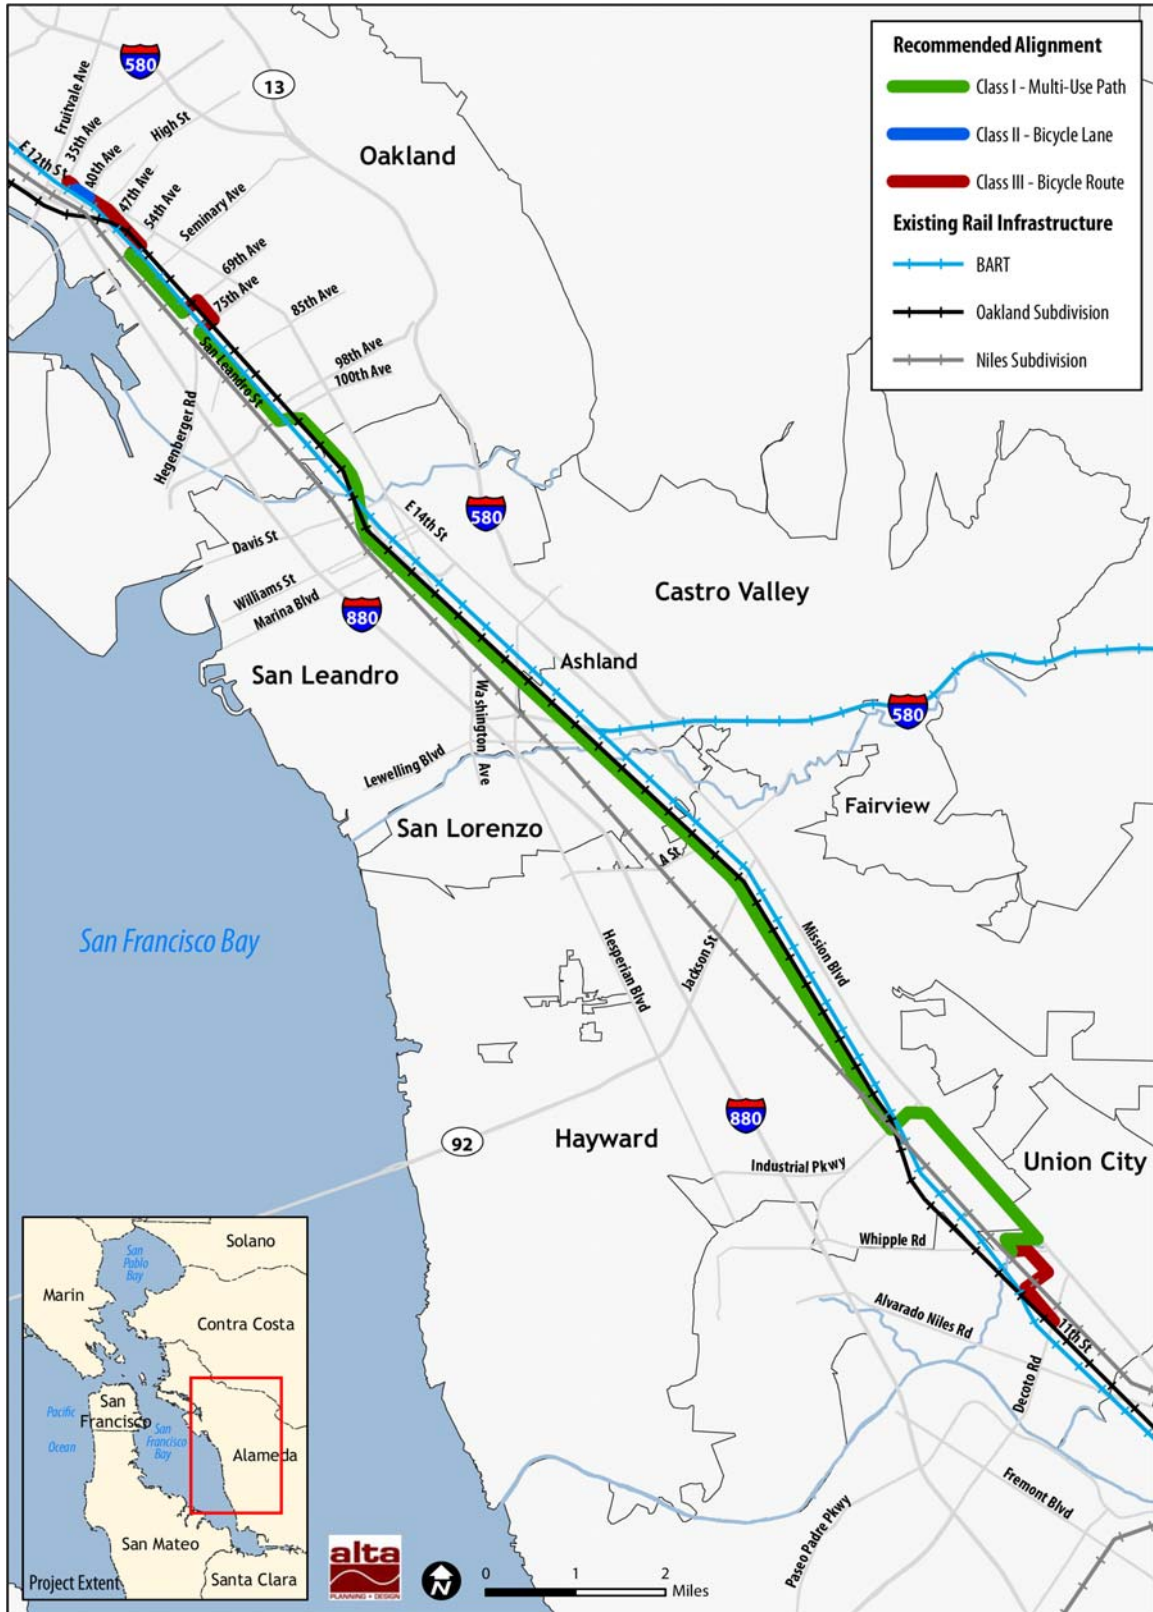 Recommended Alignment
Class I - Multi-Use Path
Class II - Bicycle Lane
Class III - Bicycle Route
Existing Rail Infrastructure
BART
Oakland Subdivision
Niles Subdivision
580
13
Fruitvale Ave
35th Ave
High St
E 12th St
40th Ave
47th Ave
54th Ave
Seminary Ave
Oakland
69th Ave
75th Ave
85th Ave
San Leandro St
98th Ave
100th Ave
Hegenberger Rd
E 14th St
580
Davis St
Williams St
Marina Blvd
880
Castro Valley
San Leandro
Ashland
Washington Ave
580
Lewelling Blvd
San Lorenzo
Fairview
A St
San Francisco Bay
Hesperian Blvd
Jackson St
Mission Blvd
880
92
Hayward
Industrial Pkwy
Union City
Whipple Rd
Alvarado Niles Rd
11th St
Decoto Rd
Fremont Blvd
Paseo Padre Pkwy
Solano
San
Pablo
Bay
Marin
Contra Costa
San
Francisco
Pacific
Ocean
San
Francisco
Bay
Alameda
San Mateo
Santa Clara
Project Extent
alta
PLANNING + DESIGN
N
0
1
2
Miles